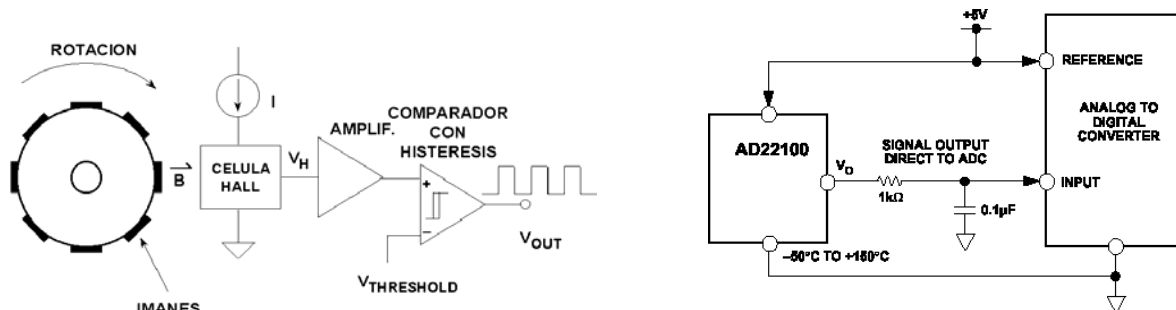 ROTACION
I
AMPLIF.
COMPARADOR
CON
HISTERESIS
B
CELULA
HALL
V_H
+
−
V_OUT
V_THRESHOLD
IMANES
+5V
REFERENCE
ANALOG TO
DIGITAL
CONVERTER
AD22100
V_O
SIGNAL OUTPUT
DIRECT TO ADC
1kΩ
0.1µF
INPUT
–50°C TO +150°C